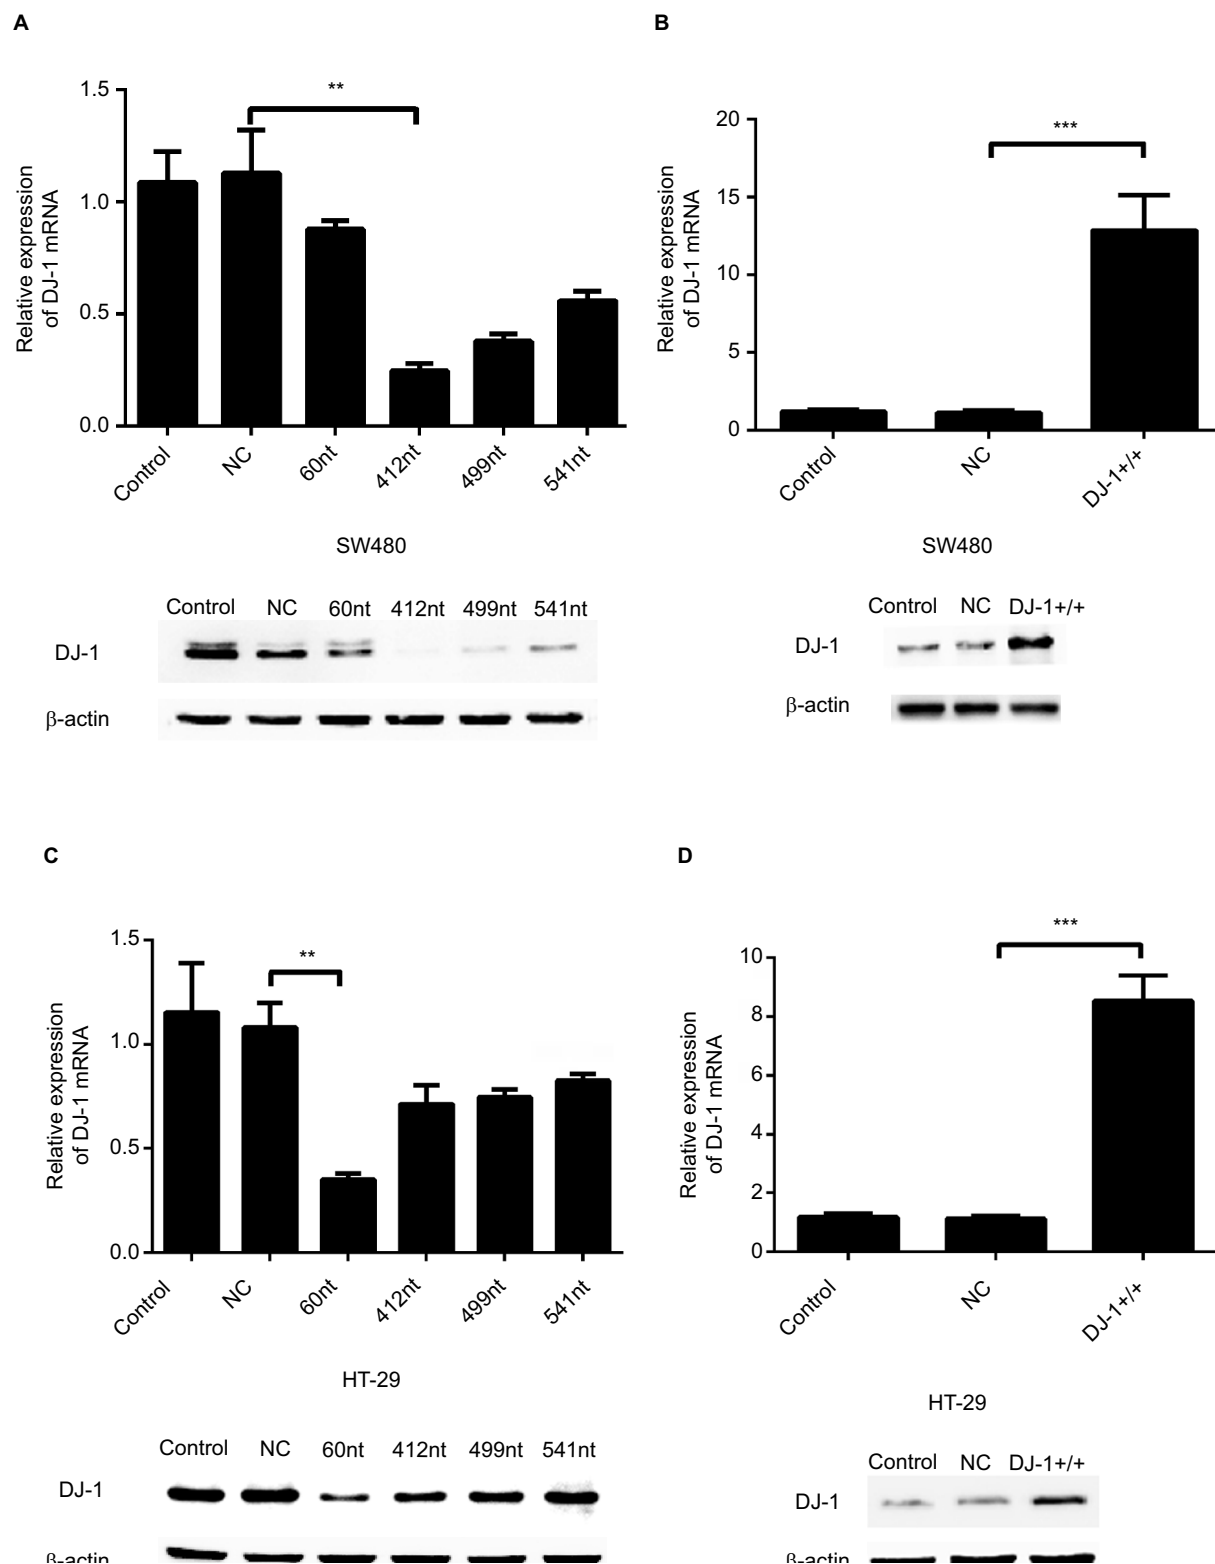 A
1.5
1.0
0.5
0.0
Relative expression
of DJ-1 mRNA
**
Control
NC
60nt
412nt
499nt
541nt
SW480
Control NC 60nt 412nt 499nt 541nt
DJ-1
β-actin
B
20
15
10
5
0
Relative expression
of DJ-1 mRNA
***
Control
NC
DJ-1+/+
SW480
Control NC DJ-1+/+
DJ-1
β-actin
C
1.5
1.0
0.5
0.0
Relative expression
of DJ-1 mRNA
**
Control
NC
60nt
412nt
499nt
541nt
HT-29
Control NC 60nt 412nt 499nt 541nt
DJ-1
β-actin
D
10
8
6
4
2
0
Relative expression
of DJ-1 mRNA
***
Control
NC
DJ-1+/+
HT-29
Control NC DJ-1+/+
DJ-1
β-actin